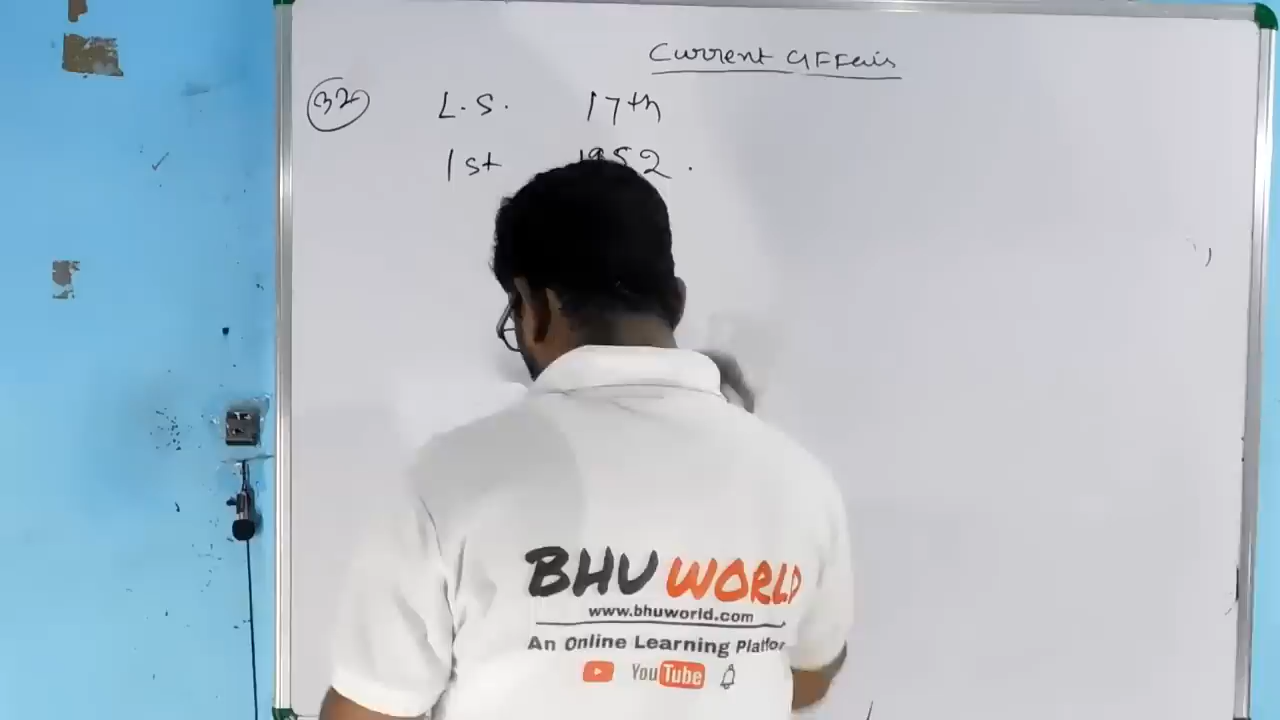 Current Affairs
32
L.S. 17th
1st 1952.
BHU WORLD
www.bhuworld.com
An Online Learning Platfor
YouTube